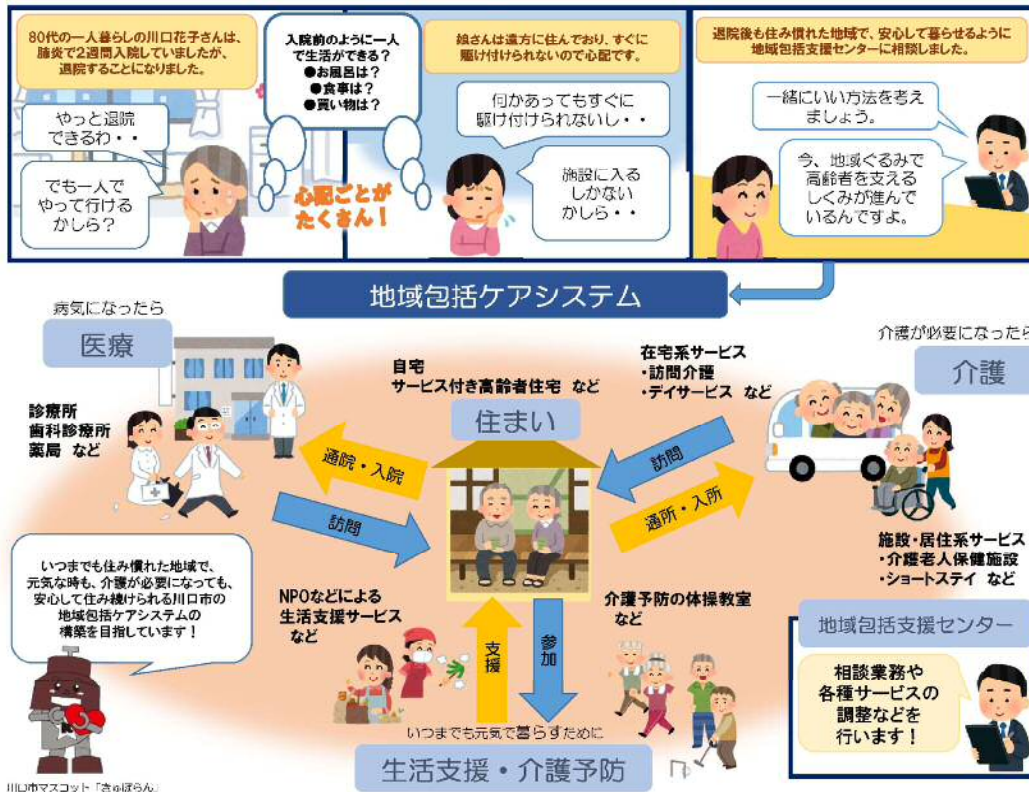 80代の一人暮らしの川口花子さんは、
肺炎で2週間入院していましたが、
退院することになりました。
やっと退院
できるわ・・
でも一人で
やって行ける
かしら？
入院前のように一人
で生活ができる？
●お風呂は？
●食事は？
●買い物は？
心配ごとが
たくさん！
娘さんは遠方に住んでおり、すぐに
駆け付けられないので心配です。
何かあってもすぐに
駆け付けられないし・・
施設に入る
しかない
かしら・・
退院後も住み慣れた地域で、安心して暮らせるように
地域包括支援センターに相談しました。
一緒にいい方法を考え
ましょう。
今、地域ぐるみで
高齢者を支える
しくみが進んで
いるんですよ。
地域包括ケアシステム
病気になったら
医療
診療所
歯科診療所
薬局 など
自宅
サービス付き高齢者住宅 など
住まい
在宅系サービス
・訪問介護
・デイサービス など
介護が必要になったら
介護
通院・入院
訪問
訪問
通所・入所
施設・居住系サービス
・介護老人保健施設
・ショートステイ など
いつまでも住み慣れた地域で、
元気な時も、介護が必要になっても、
安心して住み続けられる川口市の
地域包括ケアシステムの
構築を目指しています！
NPOなどによる
生活支援サービス
など
支援
参加
介護予防の体操教室
など
いつまでも元気で暮らすために
生活支援・介護予防
地域包括支援センター
相談業務や
各種サービスの
調整などを
行います！
川口市マスコット「きゅぽらん」